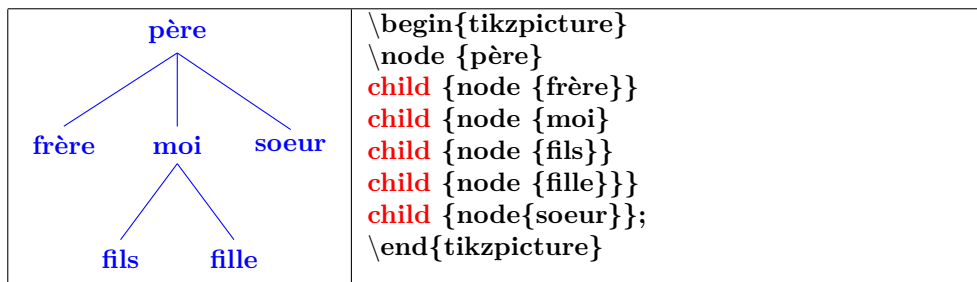 père
frère moi soeur
fils fille
\begin{tikzpicture}
\node {père}
child {node {frère}}
child {node {moi}
child {node {fils}}
child {node {fille}}}
child {node{soeur}};
\end{tikzpicture}